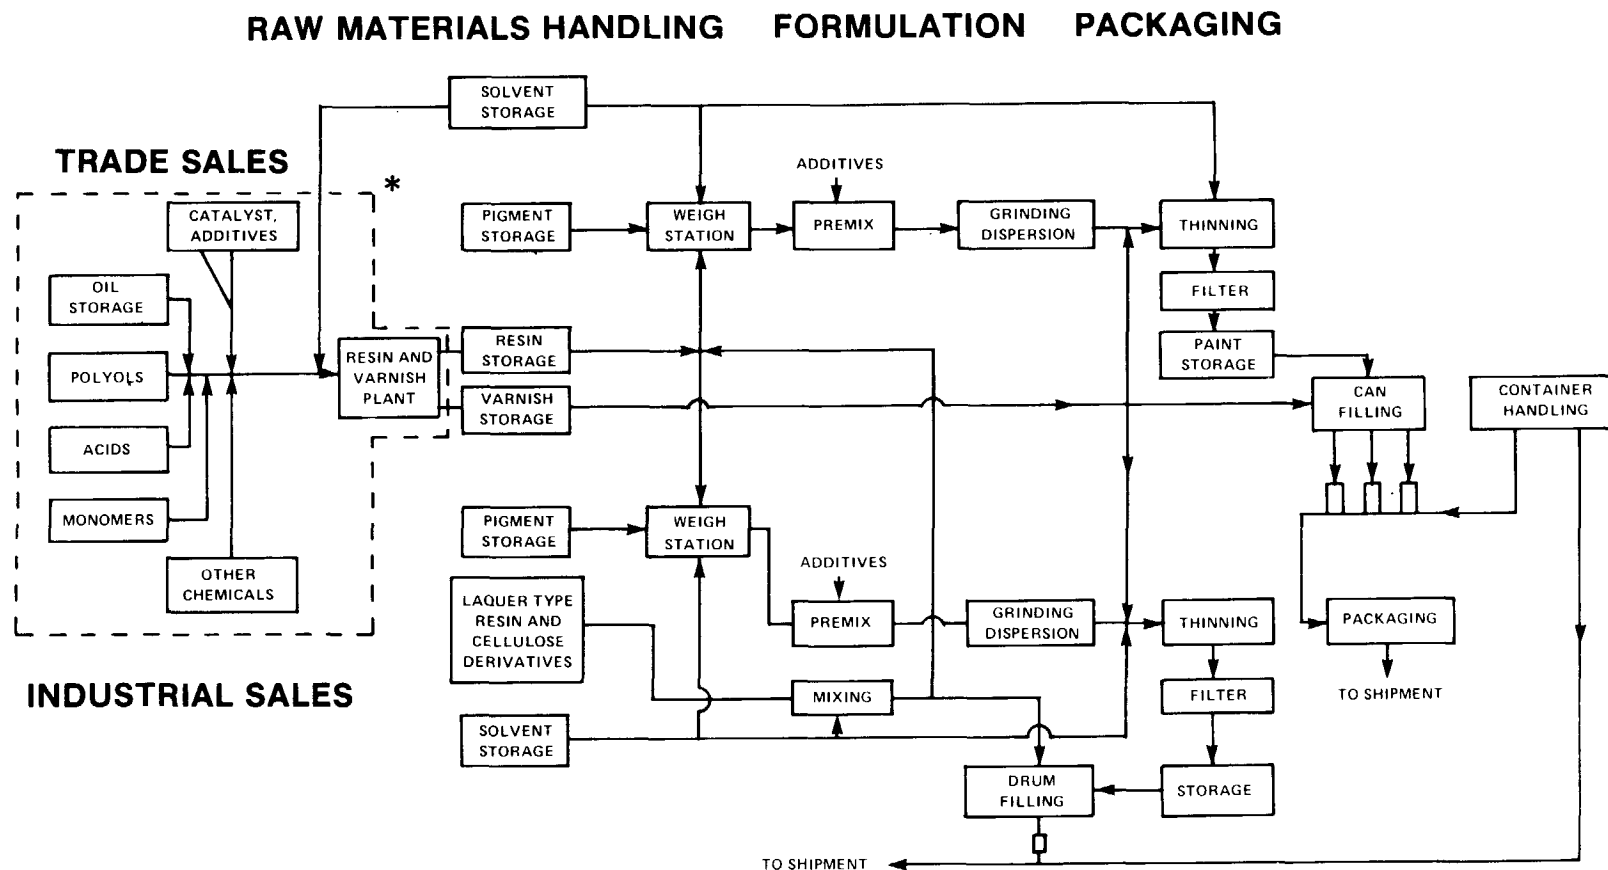 RAW MATERIALS HANDLING FORMULATION PACKAGING
SOLVENT
STORAGE
TRADE SALES
*
ADDITIVES
CATALYST,
ADDITIVES
PIGMENT
STORAGE
WEIGH
STATION
PREMIX
GRINDING
DISPERSION
THINNING
OIL
STORAGE
FILTER
RESIN AND
VARNISH
PLANT
RESIN
STORAGE
PAINT
STORAGE
POLYOLS
VARNISH
STORAGE
CAN
FILLING
CONTAINER
HANDLING
ACIDS
MONOMERS
PIGMENT
STORAGE
WEIGH
STATION
OTHER
CHEMICALS
ADDITIVES
LAQUER TYPE
RESIN AND
CELLULOSE
DERIVATIVES
PREMIX
GRINDING
DISPERSION
THINNING
PACKAGING
INDUSTRIAL SALES
MIXING
FILTER
TO SHIPMENT
SOLVENT
STORAGE
DRUM
FILLING
STORAGE
TO SHIPMENT